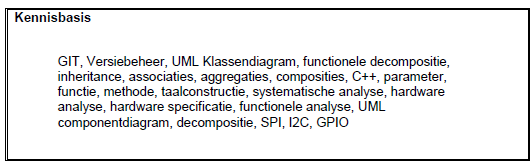 Kennisbasis
GIT, Versiebeheer, UML Klassendiagram, functionele decompositie,
inheritance, associaties, aggregaties, composities, C++, parameter,
functie, methode, taalconstructie, systematische analyse, hardware
analyse, hardware specificatie, functionele analyse, UML
componentdiagram, decompositie, SPI, I2C, GPIO